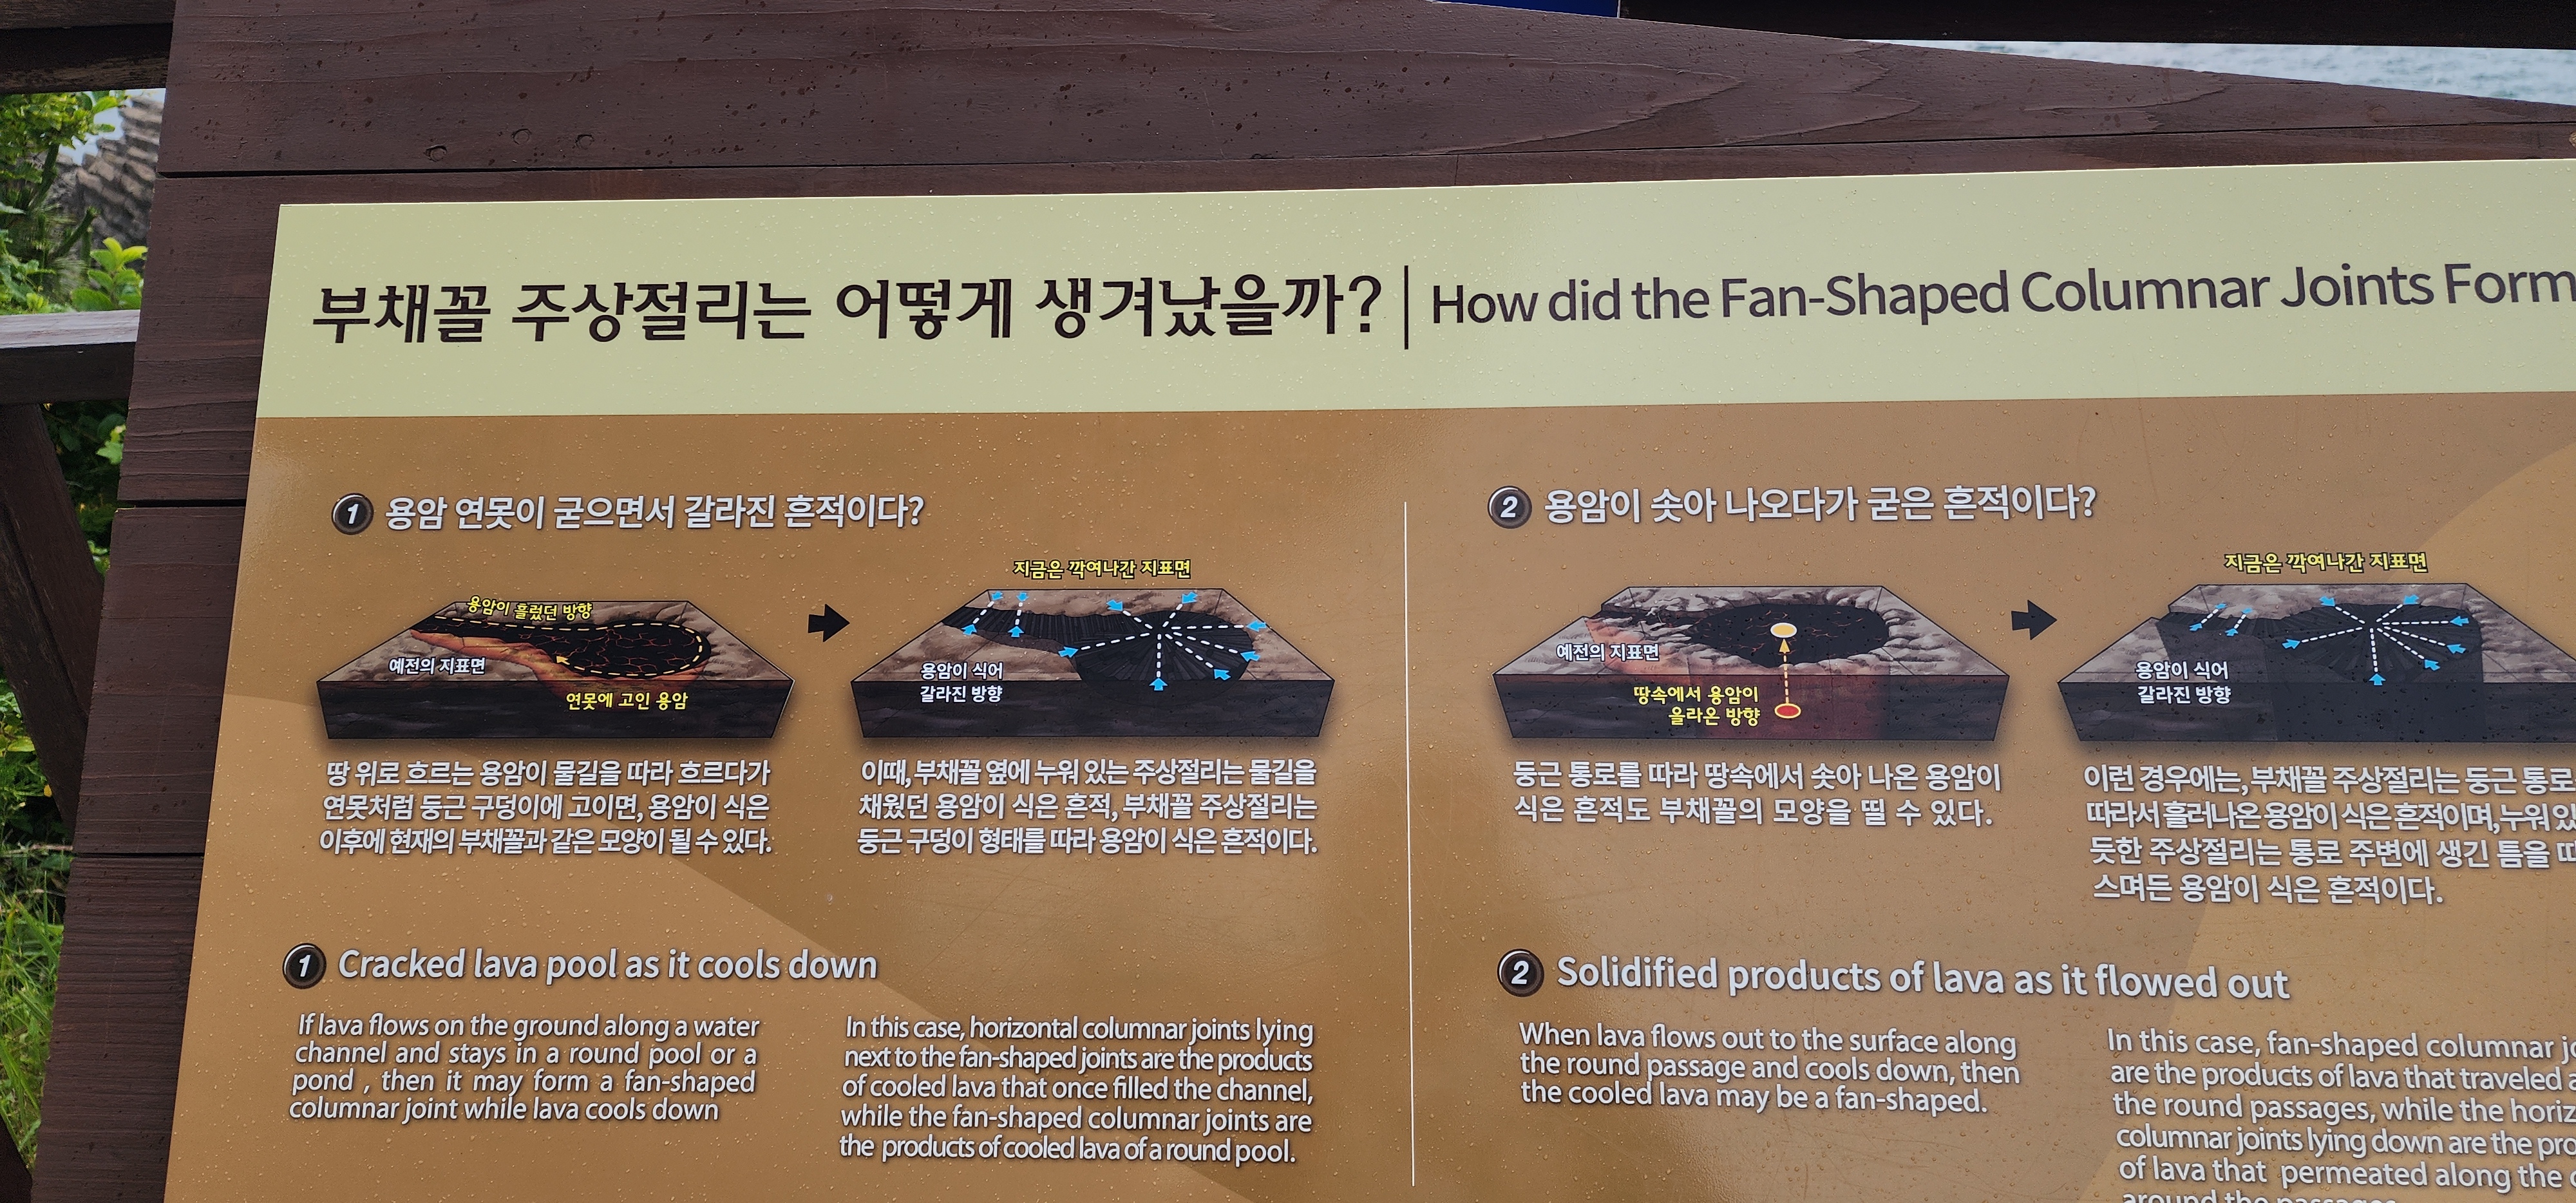 부채꼴 주상절리는 어떻게 생겨났을까?
How did the Fan-Shaped Columnar Joints Form
1 용암 연못이 굳으면서 갈라진 흔적이다?
용암이 흘렀던 방향
예전의 지표면
연못에 고인 용암
지금은 깍여나간 지표면
용암이 식어
갈라진 방향
땅 위로 흐르는 용암이 물길을 따라 흐르다가
연못처럼 둥근 구덩이에 고이면, 용암이 식은
이후에 현재의 부채꼴과 같은 모양이 될 수 있다.
이때, 부채꼴 옆에 누워 있는 주상절리는 물길을
채웠던 용암이 식은 흔적, 부채꼴 주상절리는
둥근 구덩이 형태를 따라 용암이 식은 흔적이다.
2 용암이 솟아 나오다가 굳은 흔적이다?
예전의 지표면
땅속에서 용암이
올라온 방향
지금은 깍여나간 지표면
용암이 식어
갈라진 방향
둥근 통로를 따라 땅속에서 솟아 나온 용암이
식은 흔적도 부채꼴의 모양을 띌 수 있다.
이런 경우에는, 부채꼴 주상절리는 둥근 통로
따라서 흘러나온 용암이 식은 흔적이며, 누워
듯한 주상절리는 통로 주변에 생긴 틈을
스며든 용암이 식은 흔적이다.
1 Cracked lava pool as it cools down
If lava flows on the ground along a water
channel and stays in a round pool or a
pond , then it may form a fan-shaped
columnar joint while lava cools down
In this case, horizontal columnar joints lying
next to the fan-shaped joints are the products
of cooled lava that once filled the channel,
while the fan-shaped columnar joints are
the products of cooled lava of a round pool.
2 Solidified products of lava as it flowed out
When lava flows out to the surface along
the round passage and cools down, then
the cooled lava may be a fan-shaped.
In this case, fan-shaped columnar
are the products of lava that traveled
the round passages, while the
columnar joints lying down are the
of lava that permeated along the
around the